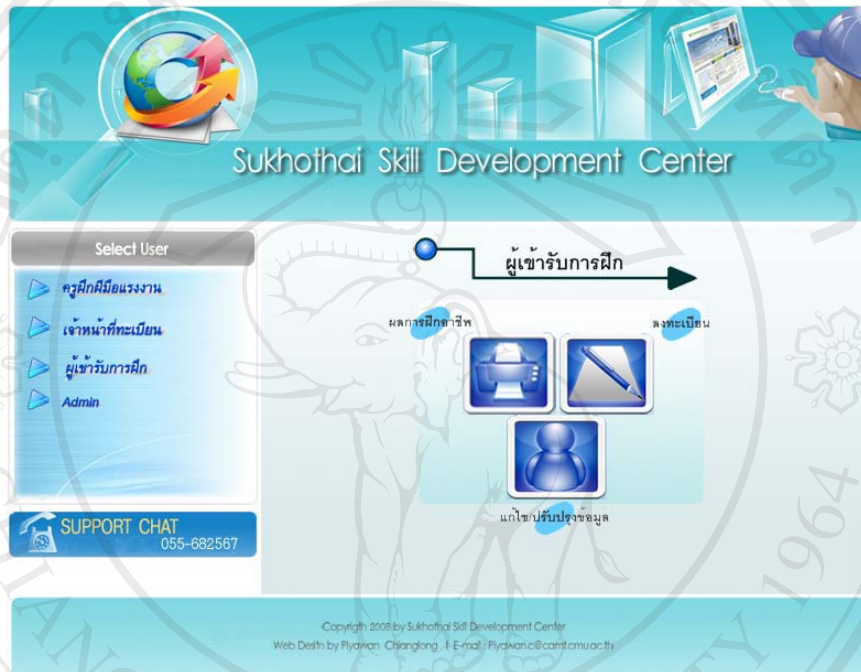 Sukhothai Skill Development Center
Select User
ครูฝึกฝีมือแรงงาน
เจ้าหน้าที่ทะเบียน
ผู้เข้ารับการฝึก
Admin
SUPPORT CHAT
055-682567
ผู้เข้ารับการฝึก
ผลการฝึกอาชีพ
ลงทะเบียน
แก้ไข/ปรับปรุงข้อมูล
Copyrigth 2008 by Sukhothai Skill Development Center
Web Desitn by Piyawan Chianglong | E-mail : Piyawan.c@camt.cmu.ac.th
1964